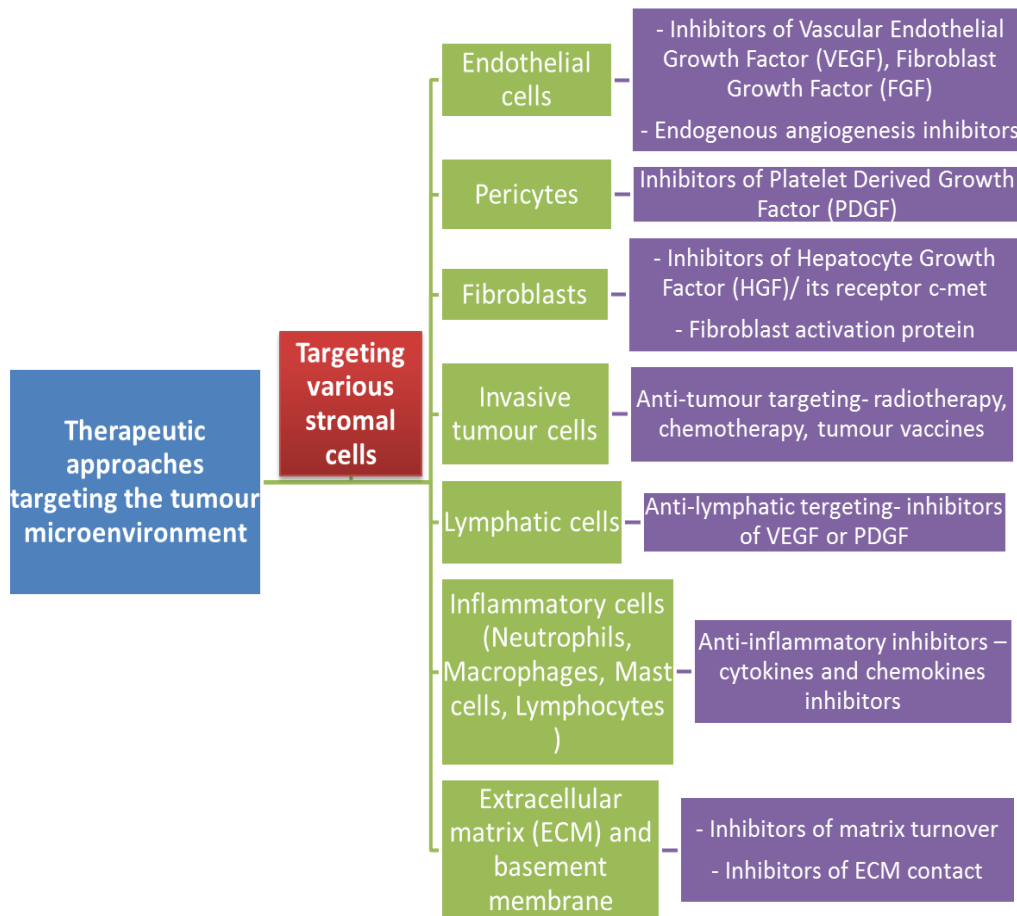 Therapeutic
approaches
targeting the tumour
microenvironment
Targeting
various
stromal
cells
Endothelial
cells
- Inhibitors of Vascular Endothelial
Growth Factor (VEGF), Fibroblast
Growth Factor (FGF)
- Endogenous angiogenesis inhibitors
Pericytes
Inhibitors of Platelet Derived Growth
Factor (PDGF)
Fibroblasts
- Inhibitors of Hepatocyte Growth
Factor (HGF)/ its receptor c-met
- Fibroblast activation protein
Invasive
tumour cells
Anti-tumour targeting- radiotherapy,
chemotherapy, tumour vaccines
Lymphatic cells
Anti-lymphatic tergeting- inhibitors
of VEGF or PDGF
Inflammatory cells
(Neutrophils,
Macrophages, Mast
cells, Lymphocytes
)
Anti-inflammatory inhibitors –
cytokines and chemokines
inhibitors
Extracellular
matrix (ECM) and
basement
membrane
- Inhibitors of matrix turnover
- Inhibitors of ECM contact